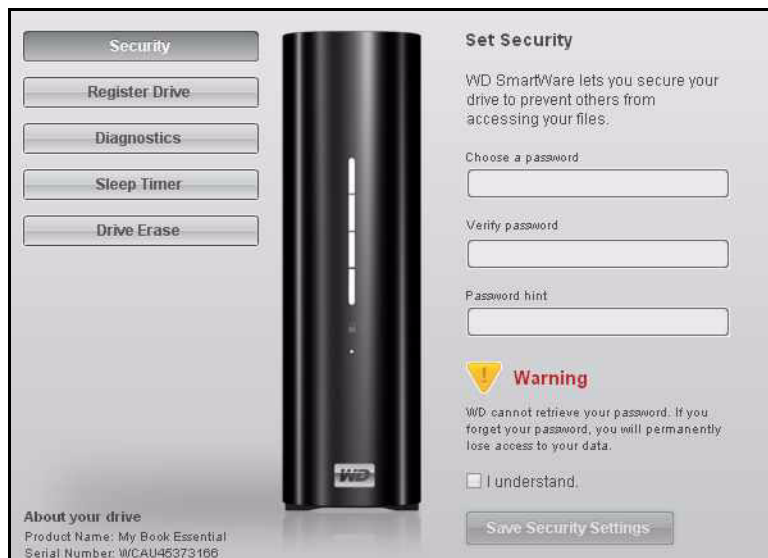 Security
Register Drive
Diagnostics
Sleep Timer
Drive Erase
WD
About your drive
Product Name: My Book Essential
Serial Number: WCAU45373166
Set Security
WD SmartWare lets you secure your
drive to prevent others from
accessing your files.
Choose a password
Verify password
Password hint
Warning
WD cannot retrieve your password. If you
forget your password, you will permanently
lose access to your data.
I understand.
Save Security Settings